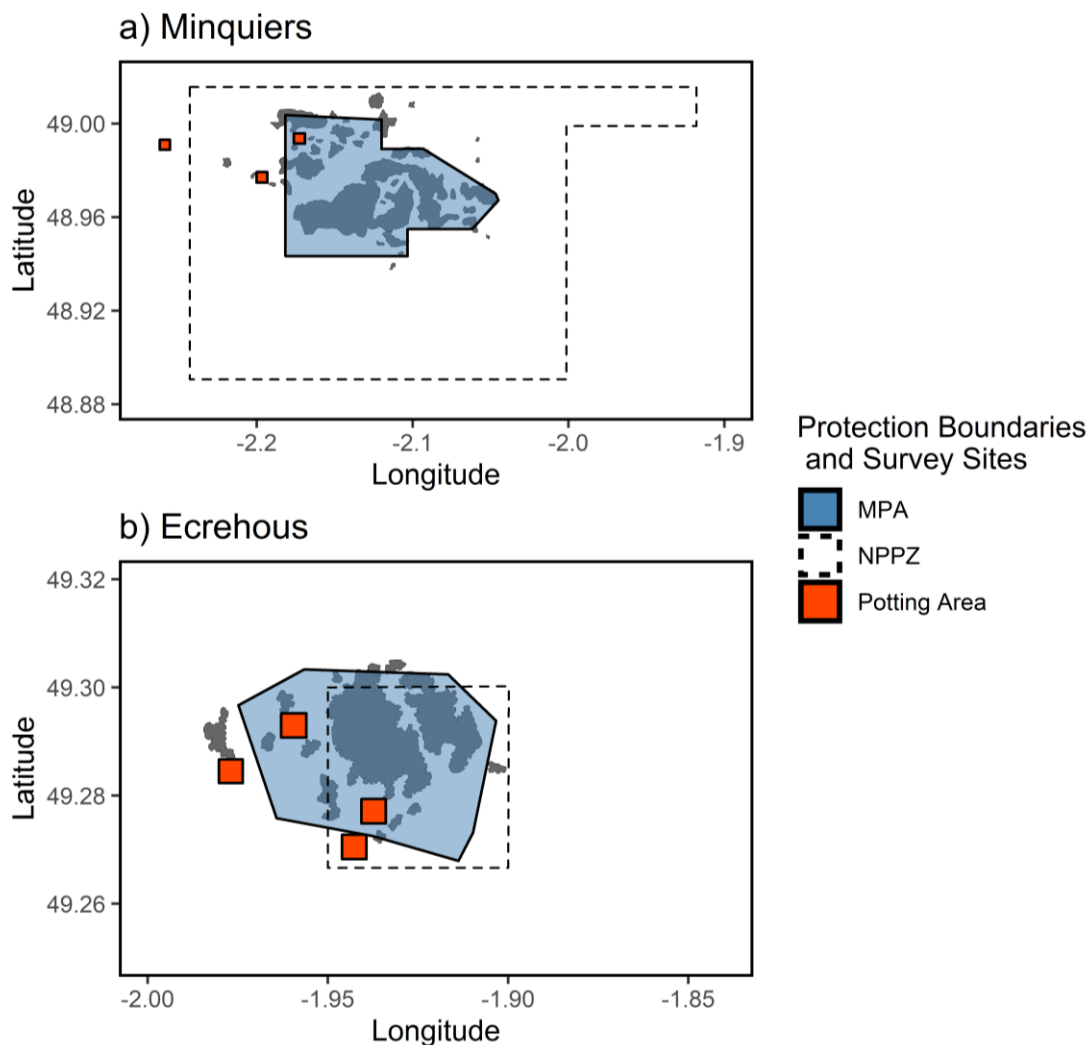 a) Minquiers
Latitude
49.00
48.96
48.92
48.88
-2.2
-2.1
-2.0
-1.9
Longitude
b) Ecrehous
Latitude
49.32
49.30
49.28
49.26
-2.00
-1.95
-1.90
-1.85
Longitude
Protection Boundaries
and Survey Sites
MPA
NPPZ
Potting Area